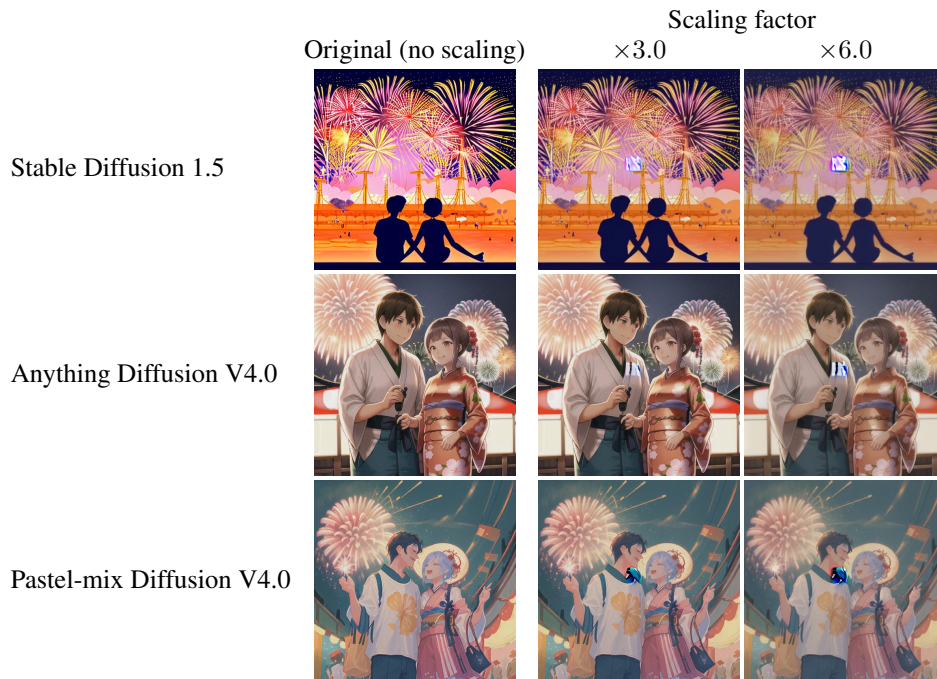 Scaling factor
Original (no scaling) ×3.0 ×6.0
Stable Diffusion 1.5
Anything Diffusion V4.0
Pastel-mix Diffusion V4.0